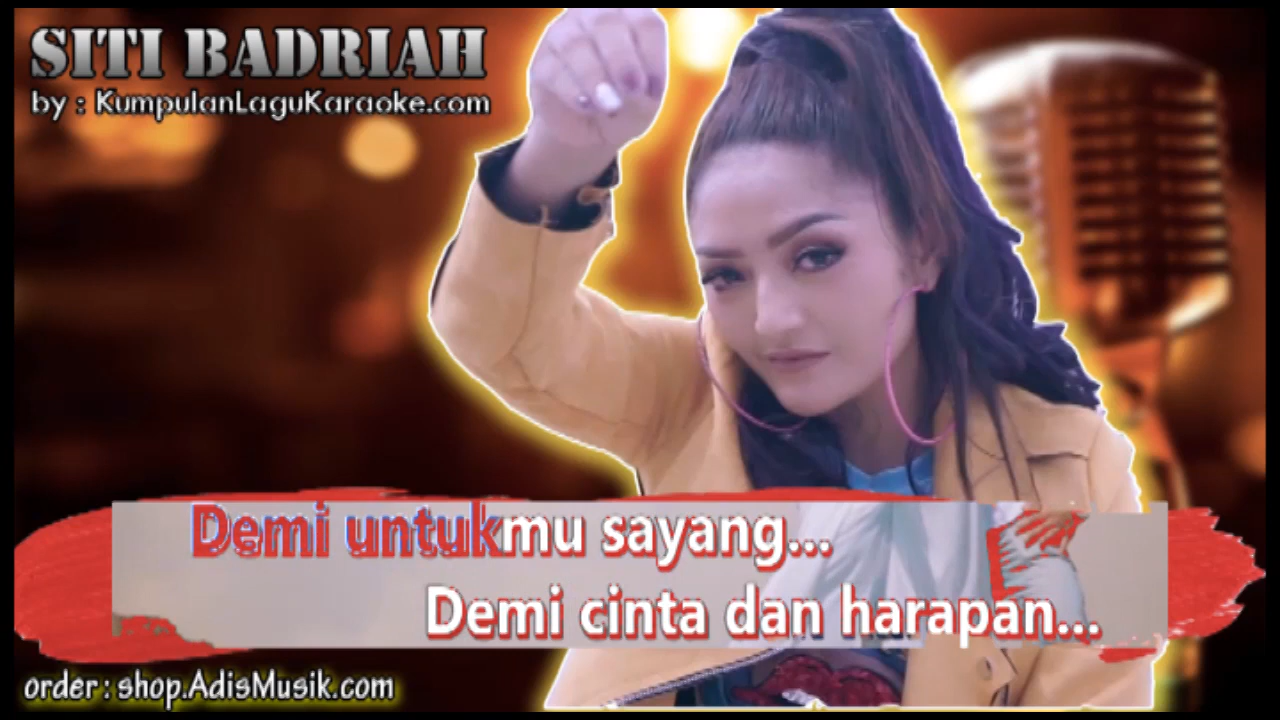 SITI BADRIAH
by : KumpulanLaguKaraoke.com
Demi untukmu sayang...
Demi cinta dan harapan...
order : shop.AdisMusik.com